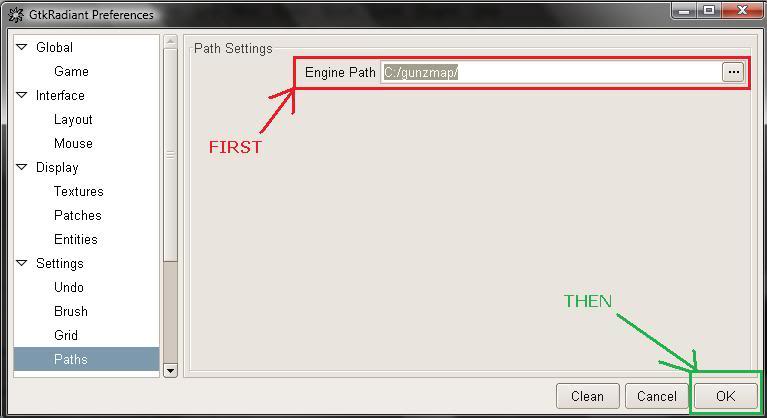 GtkRadiant Preferences
Global
Game
Interface
Layout
Mouse
Display
Textures
Patches
Entities
Settings
Undo
Brush
Grid
Paths
Path Settings
Engine Path C:/gunzmap/ ...
FIRST
THEN
Clean Cancel OK